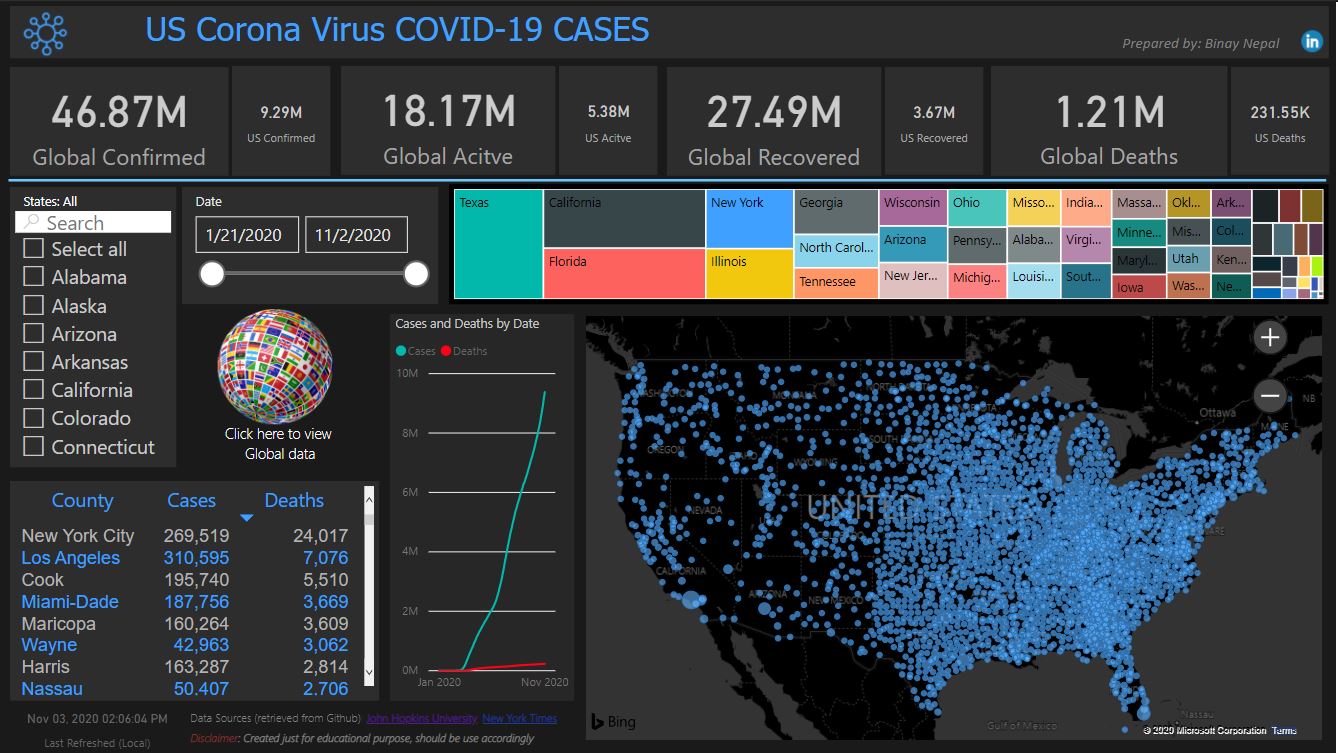 US Corona Virus COVID-19 CASES
Prepared by: Binay Nepal
in
46.87M
Global Confirmed
9.29M
US Confirmed
18.17M
Global Acitve
5.38M
US Acitve
27.49M
Global Recovered
3.67M
US Recovered
1.21M
Global Deaths
231.55K
US Deaths
States: All
Search
Select all
Alabama
Alaska
Arizona
Arkansas
California
Colorado
Connecticut
Date
1/21/2020 11/2/2020
Click here to view
Global data
Texas
California
Florida
New York
Illinois
Georgia
North Carol...
Tennessee
Wisconsin
Arizona
New Jer...
Ohio
Pennsy...
Michig...
Misso...
Alaba...
Louisi...
India...
Virgi...
Sout...
Massa...
Minne...
Maryl...
Iowa
Okl...
Mis...
Utah
Was...
Ark...
Col...
Ken...
Ne...
County Cases Deaths
New York City 269,519 24,017
Los Angeles 310,595 7,076
Cook 195,740 5,510
Miami-Dade 187,756 3,669
Maricopa 160,264 3,609
Wayne 42,963 3,062
Harris 163,287 2,814
Nassau 50,407 2,706
Cases and Deaths by Date
Cases Deaths
10M
8M
6M
4M
2M
0M
Jan 2020 Nov 2020
Ottawa
NB
MAINE
OREGON
WYOMING
NEVADA
CALIFORNIA
ARIZONA
NEW MEXICO
UNITED
Gulf of Mexico
Nassau
Bing
© 2020 Microsoft Corporation Terms
Nov 03, 2020 02:06:04 PM
Last Refreshed (Local)
Data Sources (retrieved from Github) John Hopkins University New York Times
Disclaimer: Created just for educational purpose, should be use accordingly